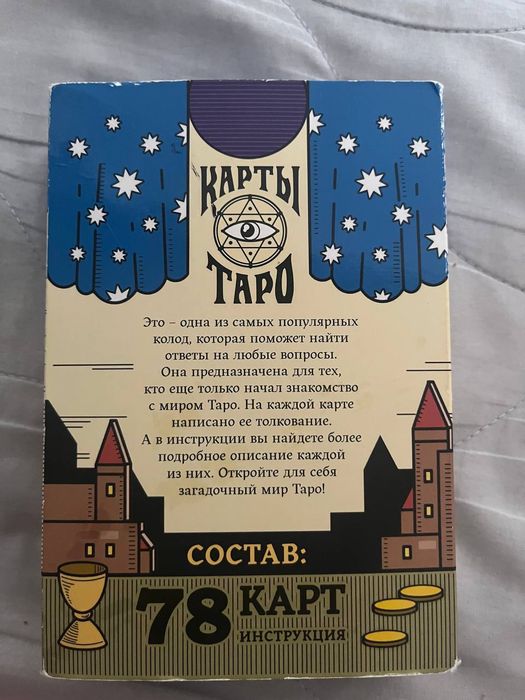 КАРТЫ
ТАРО
Это – одна из самых популярных
колод, которая поможет найти
ответы на любые вопросы.
Она предназначена для тех,
кто еще только начал знакомство
с миром Таро. На каждой карте
написано ее толкование.
А в инструкции вы найдете более
подробное описание каждой
из них. Откройте для себя
загадочный мир Таро!
СОСТАВ:
78 КАРТ
ИНСТРУКЦИЯ